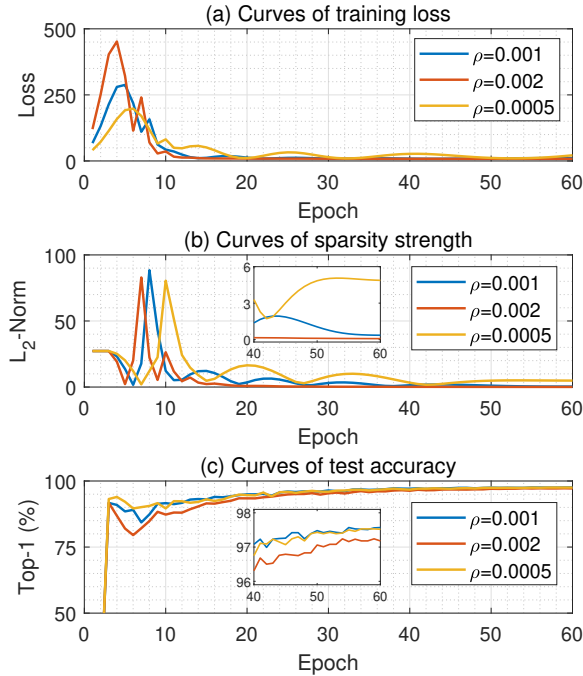 (a) Curves of training loss
500
250
0
Loss
ρ=0.001
ρ=0.002
ρ=0.0005
0 10 20 30 40 50 60
Epoch
(b) Curves of sparsity strength
100
50
0
L2-Norm
6
3
0
40 50 60
ρ=0.001
ρ=0.002
ρ=0.0005
0 10 20 30 40 50 60
Epoch
(c) Curves of test accuracy
100
75
50
Top-1 (%)
98
97
96
40 50 60
ρ=0.001
ρ=0.002
ρ=0.0005
0 10 20 30 40 50 60
Epoch